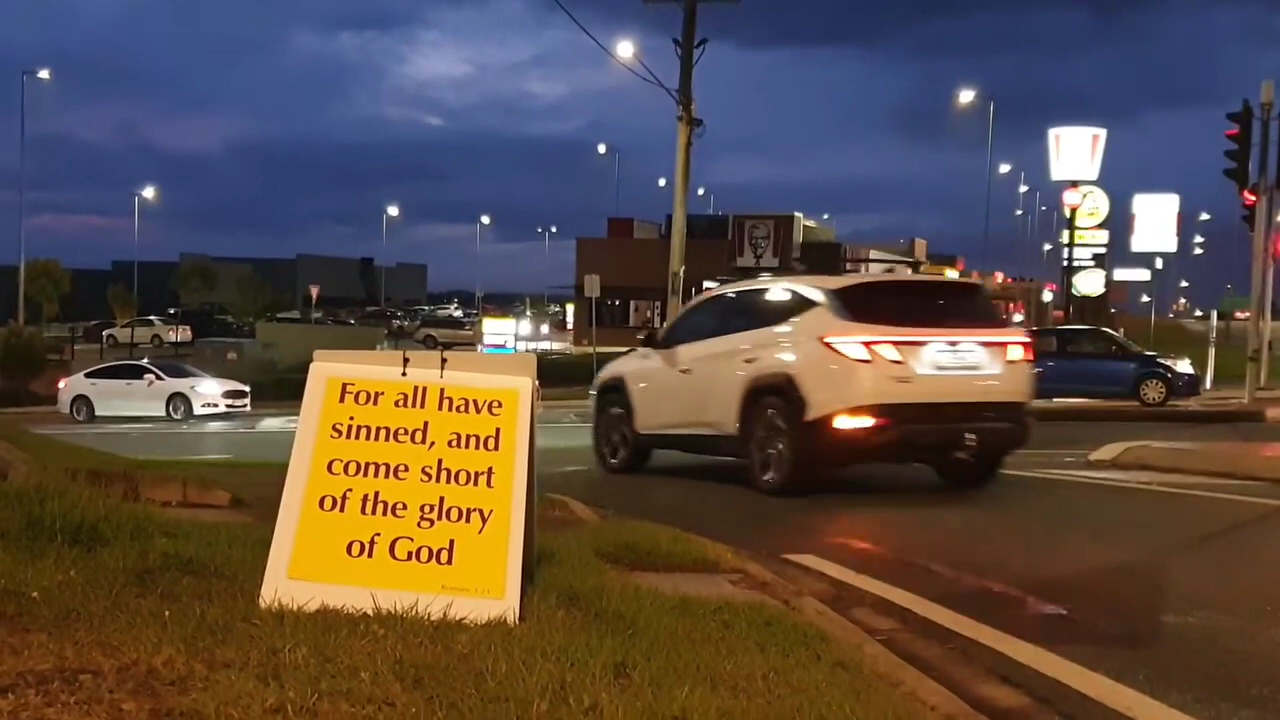 For all have
sinned, and
come short
of the glory
of God